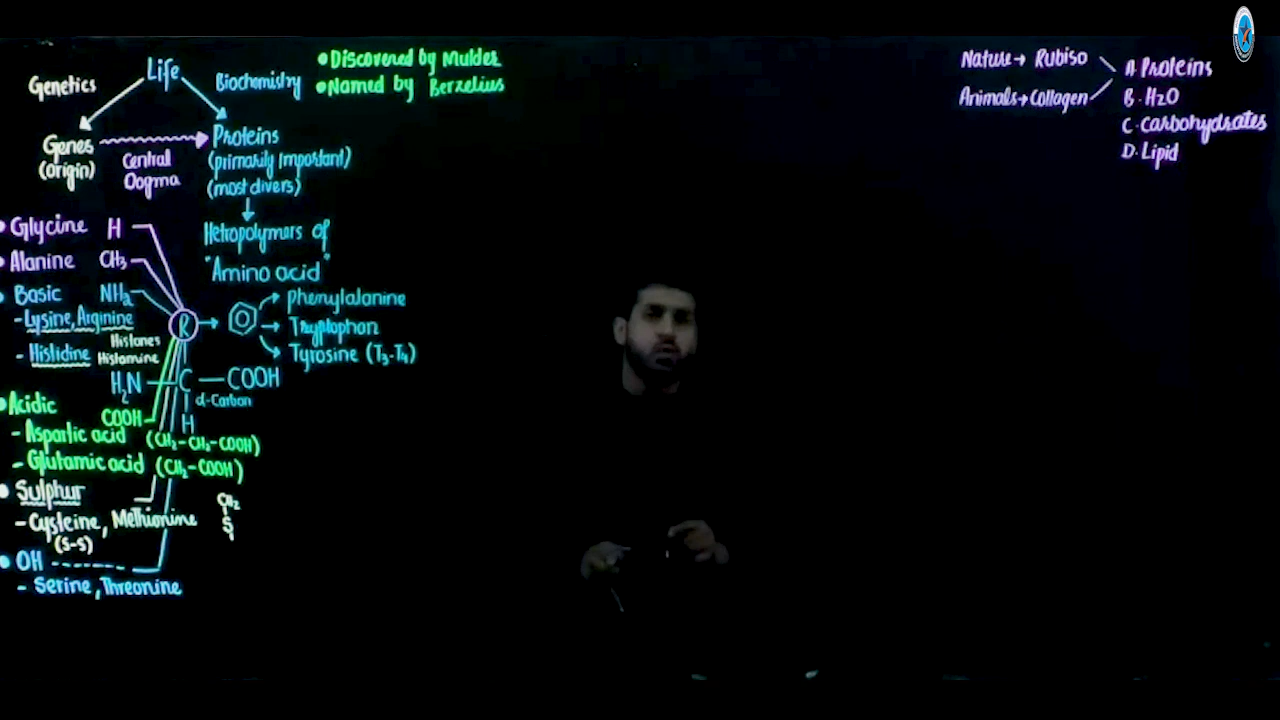 Life
Genetics
Biochemistry
• Discovered by Mulder
• Named by Berzelius
Genes
(origin)
Central
Dogma
Proteins
(primarily important)
(most divers)
Hetropolymers of
"Amino acid"
• Glycine H
• Alanine CH3
• Basic NH2
- Lysine, Arginine
Histones
- Histidine Histamine
R
phenylalanine
Tryptophan
Tyrosine (T3-T4)
H2N — C — COOH
α-Carbon
H
• Acidic
COOH
- Aspartic acid (CH2-CH2-COOH)
- Glutamic acid (CH2-COOH)
• Sulphur
- Cysteine, Methionine
(S-S)
CH2
S
• OH
- Serine, Threonine
Nature → Rubiso
Animals → Collagen
A. Proteins
B. H2O
C. Carbohydrates
D. Lipid